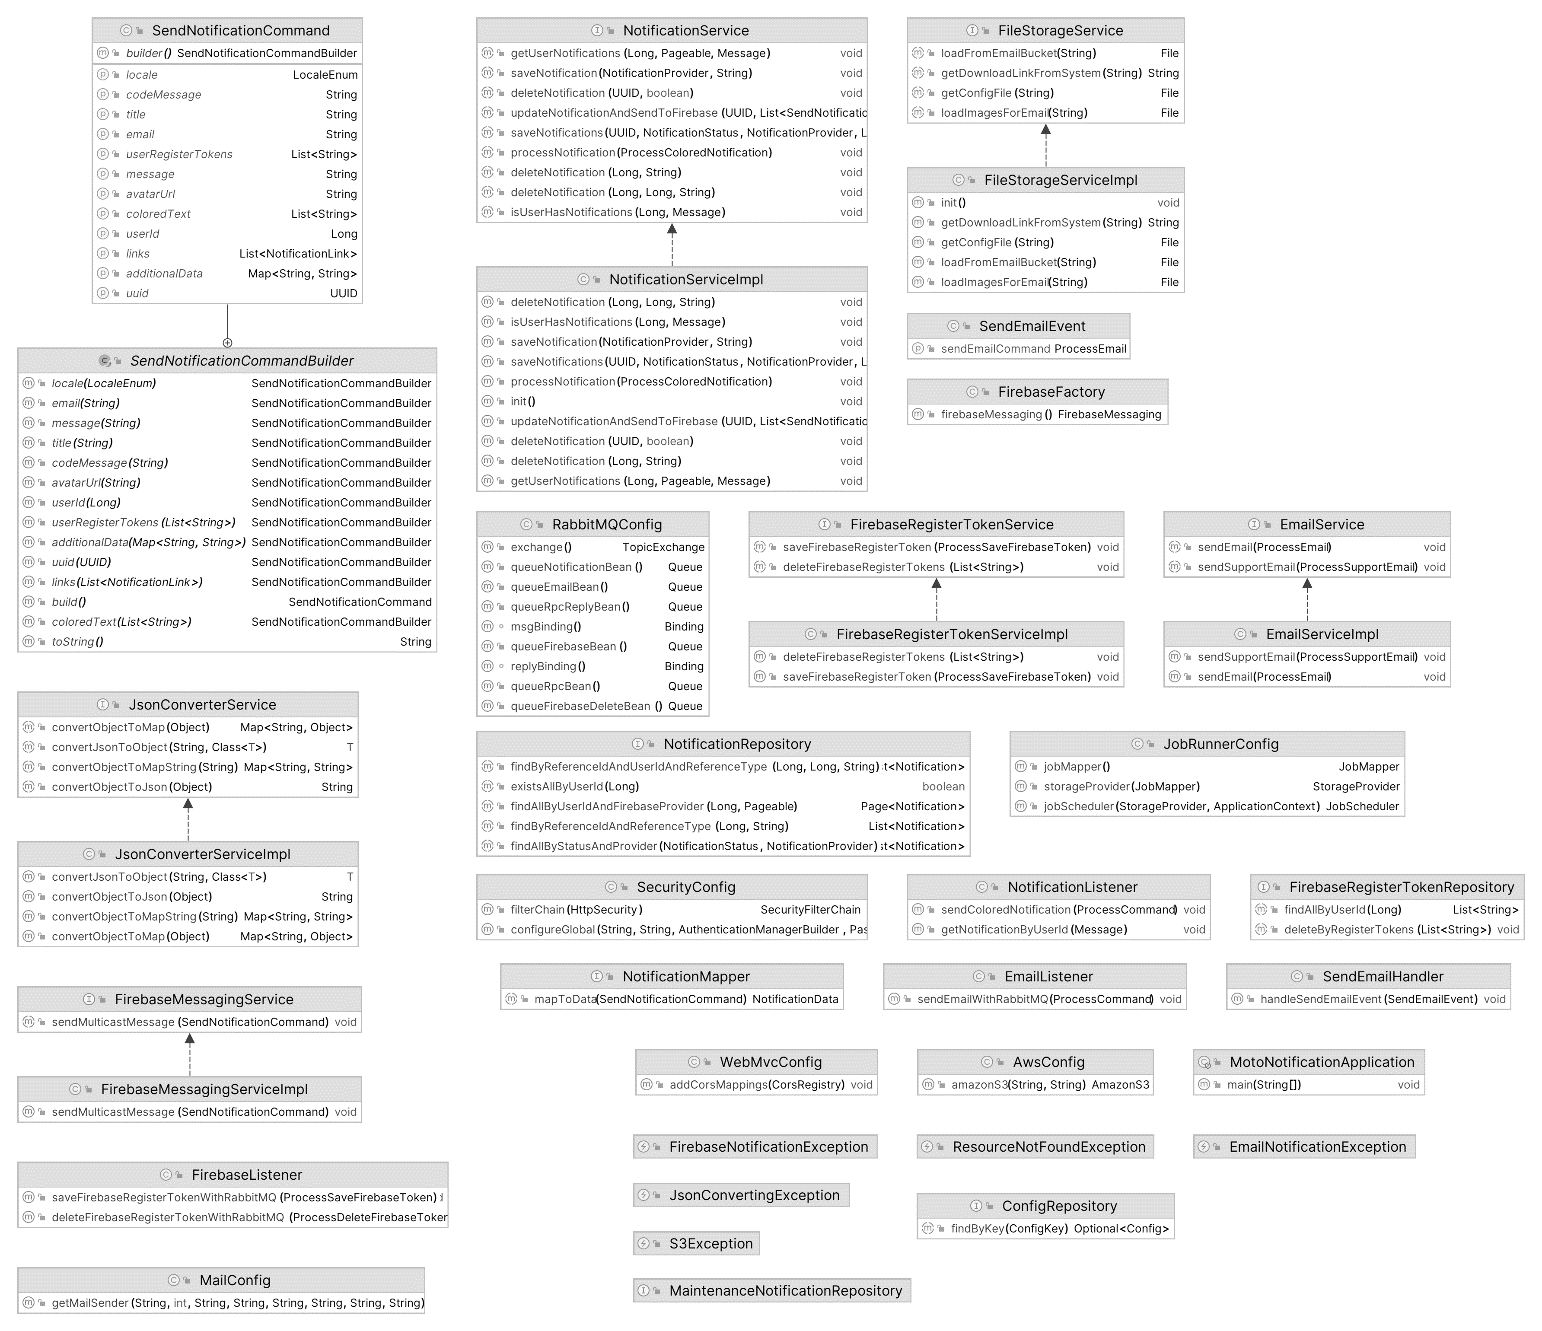 SendNotificationCommand
builder() SendNotificationCommandBuilder
locale LocaleEnum
codeMessage String
title String
email String
userRegisterTokens List<String>
message String
avatarUrl String
coloredText List<String>
userId Long
links List<NotificationLink>
additionalData Map<String, String>
uuid UUID
SendNotificationCommandBuilder
locale(LocaleEnum) SendNotificationCommandBuilder
email(String) SendNotificationCommandBuilder
message(String) SendNotificationCommandBuilder
title(String) SendNotificationCommandBuilder
codeMessage(String) SendNotificationCommandBuilder
avatarUrl(String) SendNotificationCommandBuilder
userId(Long) SendNotificationCommandBuilder
userRegisterTokens (List<String>) SendNotificationCommandBuilder
additionalData(Map<String, String>) SendNotificationCommandBuilder
uuid(UUID) SendNotificationCommandBuilder
links(List<NotificationLink>) SendNotificationCommandBuilder
build() SendNotificationCommand
coloredText(List<String>) SendNotificationCommandBuilder
toString() String
JsonConverterService
convertObjectToMap(Object) Map<String, Object>
convertJsonToObject(String, Class<T>) T
convertObjectToMapString(String) Map<String, String>
convertObjectToJson(Object) String
JsonConverterServiceImpl
convertJsonToObject(String, Class<T>) T
convertObjectToJson(Object) String
convertObjectToMapString(String) Map<String, String>
convertObjectToMap(Object) Map<String, Object>
FirebaseMessagingService
sendMulticastMessage (SendNotificationCommand) void
FirebaseMessagingServiceImpl
sendMulticastMessage (SendNotificationCommand) void
FirebaseListener
saveFirebaseRegisterTokenWithRabbitMQ (ProcessSaveFirebaseToken)
deleteFirebaseRegisterTokenWithRabbitMQ (ProcessDeleteFirebaseToken
MailConfig
getMailSender(String, int, String, String, String, String, String, String)
NotificationService
getUserNotifications (Long, Pageable, Message) void
saveNotification(NotificationProvider, String) void
deleteNotification (UUID, boolean) void
updateNotificationAndSendToFirebase (UUID, List<SendNotificatio
saveNotifications(UUID, NotificationStatus, NotificationProvider, L
processNotification(ProcessColoredNotification) void
deleteNotification (Long, String) void
deleteNotification (Long, Long, String) void
isUserHasNotifications (Long, Message) void
NotificationServiceImpl
deleteNotification (Long, Long, String) void
isUserHasNotifications (Long, Message) void
saveNotification(NotificationProvider, String) void
saveNotifications(UUID, NotificationStatus, NotificationProvider, L
processNotification(ProcessColoredNotification) void
init() void
updateNotificationAndSendToFirebase (UUID, List<SendNotificatio
deleteNotification (UUID, boolean) void
deleteNotification (Long, String) void
getUserNotifications (Long, Pageable, Message) void
FileStorageService
loadFromEmailBucket(String) File
getDownloadLinkFromSystem(String) String
getConfigFile (String) File
loadImagesForEmail(String) File
FileStorageServiceImpl
init() void
getDownloadLinkFromSystem(String) String
getConfigFile (String) File
loadFromEmailBucket(String) File
loadImagesForEmail(String) File
SendEmailEvent
sendEmailCommand ProcessEmail
FirebaseFactory
firebaseMessaging() FirebaseMessaging
RabbitMQConfig
exchange() TopicExchange
queueNotificationBean () Queue
queueEmailBean() Queue
queueRpcReplyBean() Queue
msgBinding() Binding
queueFirebaseBean () Queue
replyBinding() Binding
queueRpcBean() Queue
queueFirebaseDeleteBean () Queue
FirebaseRegisterTokenService
saveFirebaseRegisterToken (ProcessSaveFirebaseToken) void
deleteFirebaseRegisterTokens (List<String>) void
FirebaseRegisterTokenServiceImpl
deleteFirebaseRegisterTokens (List<String>) void
saveFirebaseRegisterToken (ProcessSaveFirebaseToken) void
EmailService
sendEmail(ProcessEmail) void
sendSupportEmail(ProcessSupportEmail) void
EmailServiceImpl
sendSupportEmail(ProcessSupportEmail) void
sendEmail(ProcessEmail) void
NotificationRepository
findByReferenceIdAndUserIdAndReferenceType (Long, Long, String) t<Notification>
existsAllByUserId(Long) boolean
findAllByUserIdAndFirebaseProvider(Long, Pageable) Page<Notification>
findByReferenceIdAndReferenceType (Long, String) List<Notification>
findAllByStatusAndProvider(NotificationStatus, NotificationProvider) t<Notification>
JobRunnerConfig
jobMapper() JobMapper
storageProvider(JobMapper) StorageProvider
jobScheduler(StorageProvider, ApplicationContext) JobScheduler
SecurityConfig
filterChain(HttpSecurity) SecurityFilterChain
configureGlobal(String, String, AuthenticationManagerBuilder, Pas
NotificationListener
sendColoredNotification(ProcessCommand) void
getNotificationByUserId(Message) void
FirebaseRegisterTokenRepository
findAllByUserId(Long) List<String>
deleteByRegisterTokens (List<String>) void
NotificationMapper
mapToData(SendNotificationCommand) NotificationData
EmailListener
sendEmailWithRabbitMQ(ProcessCommand) void
SendEmailHandler
handleSendEmailEvent(SendEmailEvent) void
WebMvcConfig
addCorsMappings(CorsRegistry) void
AwsConfig
amazonS3(String, String) AmazonS3
MotoNotificationApplication
main(String[]) void
FirebaseNotificationException
ResourceNotFoundException
EmailNotificationException
JsonConvertingException
ConfigRepository
findByKey(ConfigKey) Optional<Config>
S3Exception
MaintenanceNotificationRepository